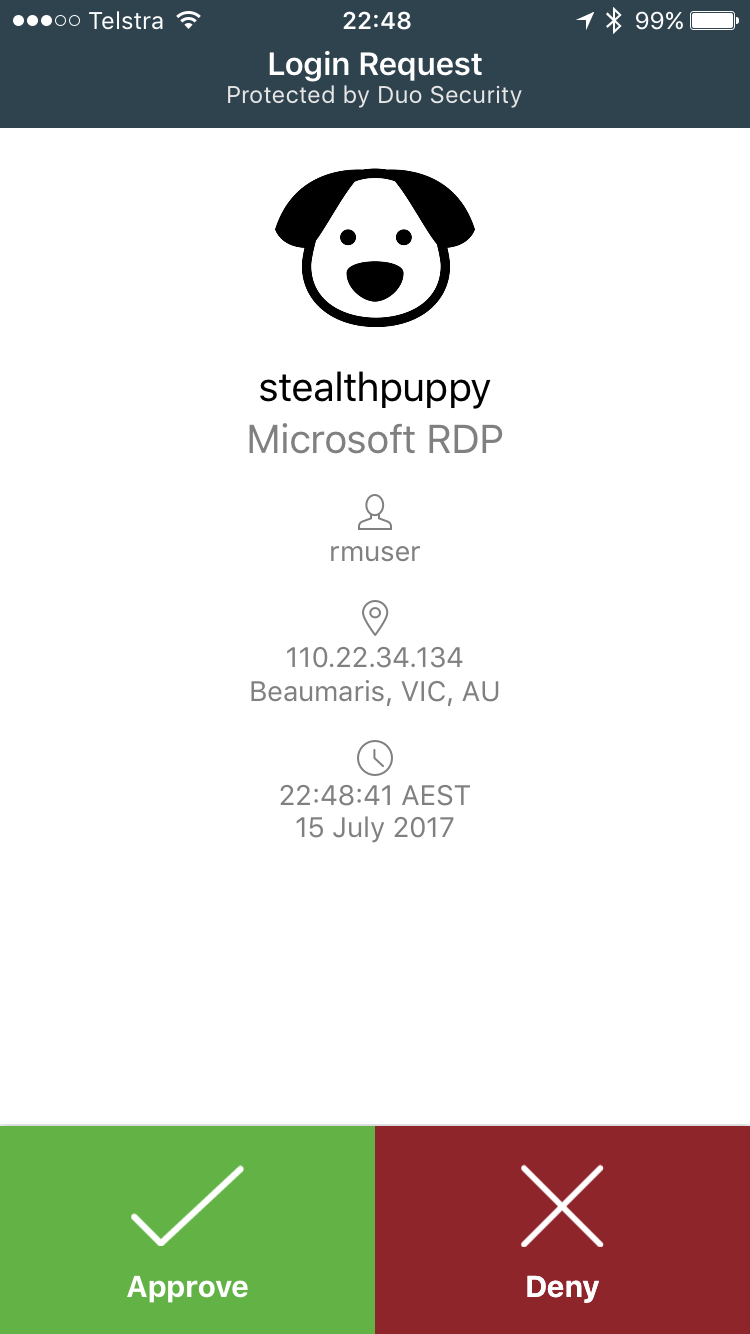 Telstra 22:48 99%
Login Request
Protected by Duo Security
stealthpuppy
Microsoft RDP
rmuser
110.22.34.134
Beaumaris, VIC, AU
22:48:41 AEST
15 July 2017
Approve Deny